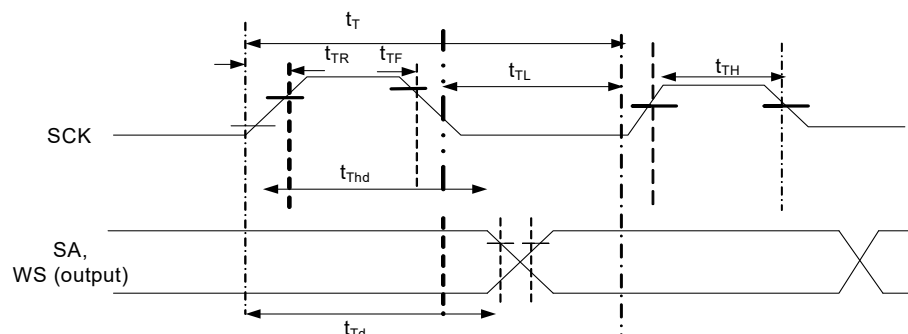 tT
tTR
tTF
tTL
tTH
SCK
tThd
SA,
WS (output)
tTd